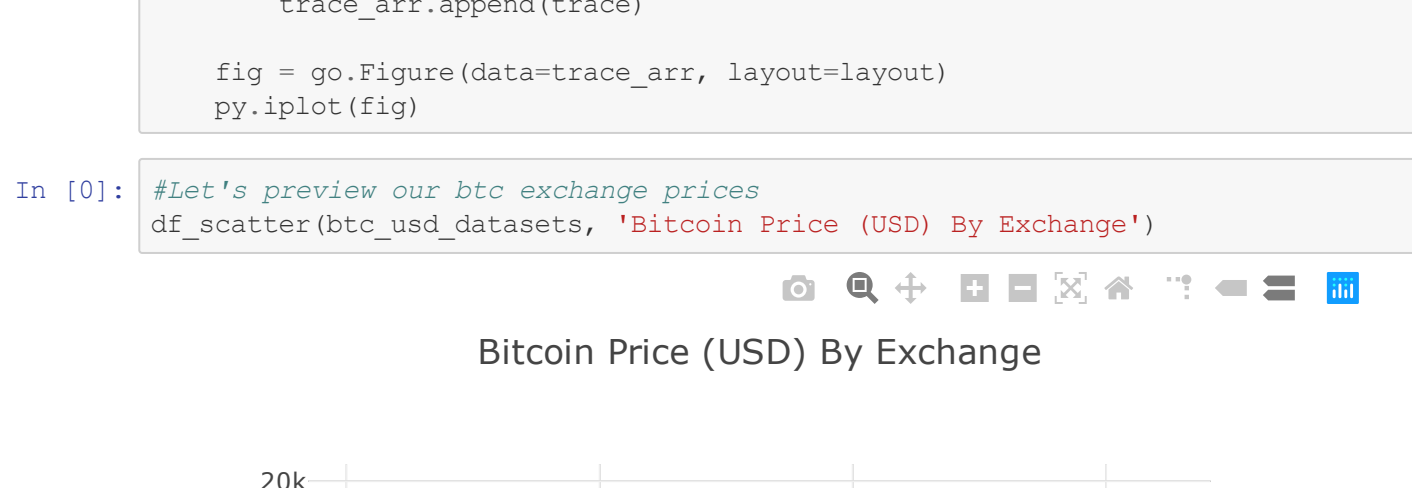 trace_arr.append(trace)
fig = go.Figure(data=trace_arr, layout=layout)
py.iplot(fig)
In [0]: #Let's preview our btc exchange prices
df_scatter(btc_usd_datasets, 'Bitcoin Price (USD) By Exchange')
Bitcoin Price (USD) By Exchange
20k